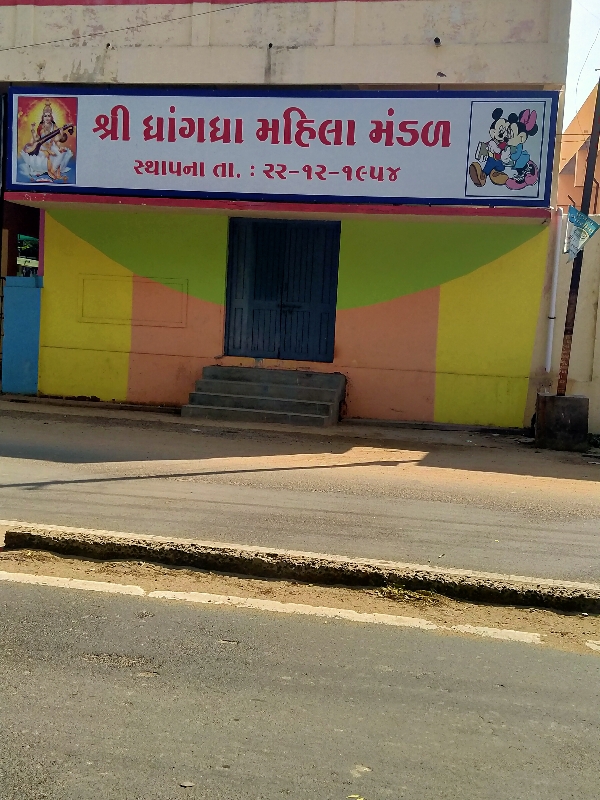 શ્રી ધ્રાંગધ્રા મહિલા મંડળ
સ્થાપના તા. : ૨૨-૧૨-૧૯૫૪